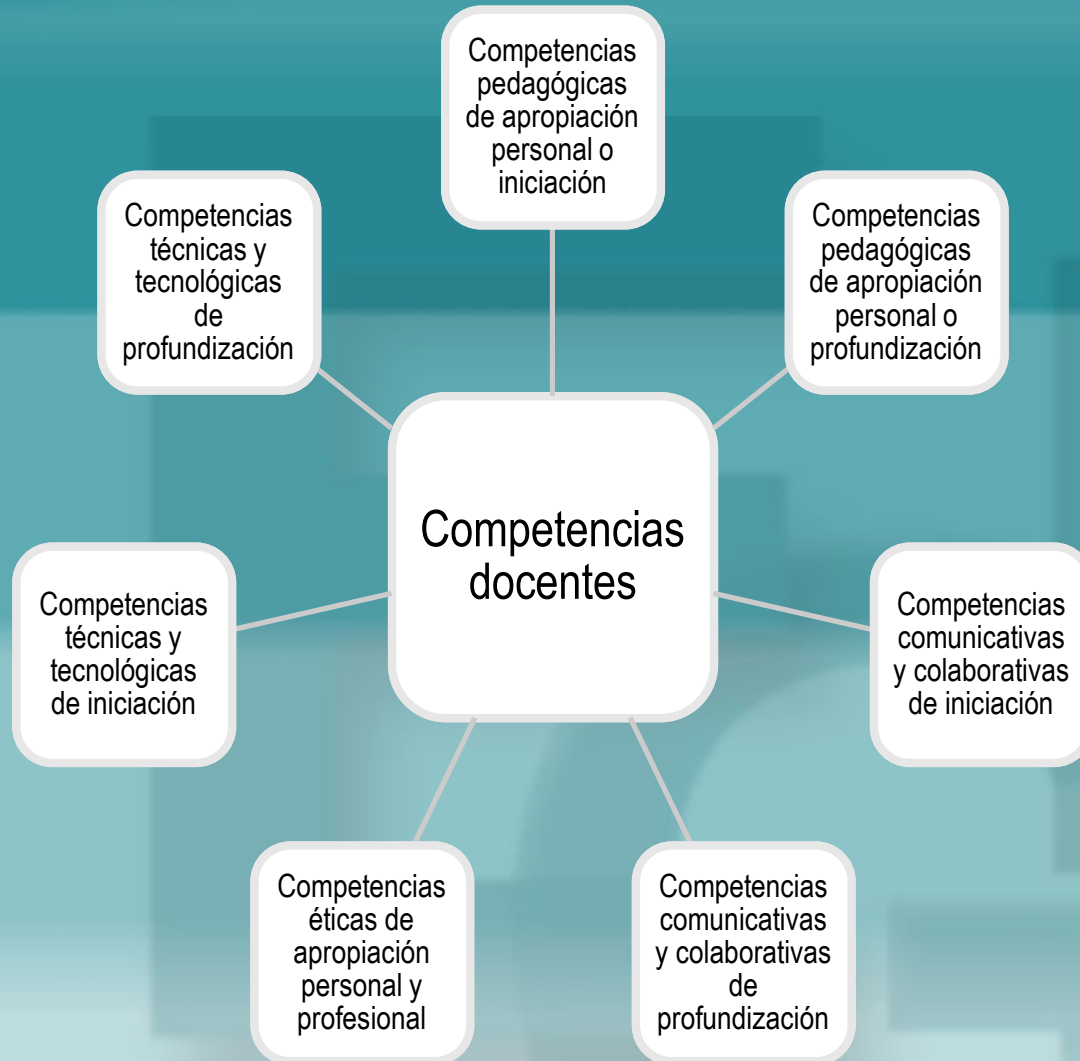 Competencias
pedagógicas
de apropiación
personal o
iniciación
Competencias
pedagógicas
de apropiación
personal o
profundización
Competencias
comunicativas
y colaborativas
de iniciación
Competencias
comunicativas
y colaborativas
de
profundización
Competencias
éticas de
apropiación
personal y
profesional
Competencias
técnicas y
tecnológicas
de iniciación
Competencias
técnicas y
tecnológicas
de
profundización
Competencias
docentes